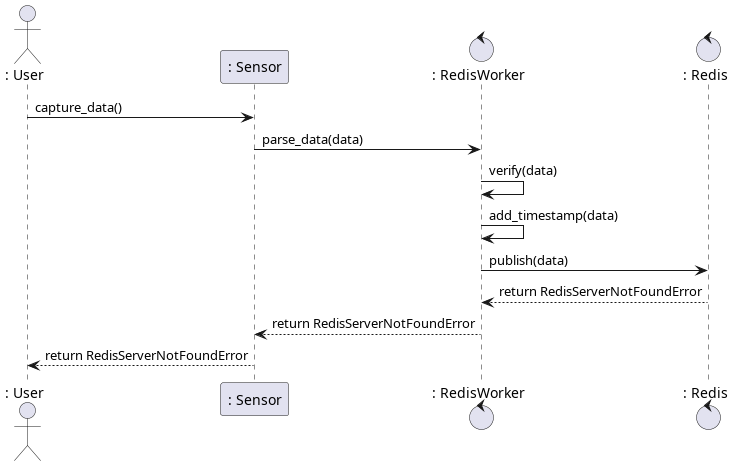 : User
: Sensor
: RedisWorker
: Redis
capture_data()
parse_data(data)
verify(data)
add_timestamp(data)
publish(data)
return RedisServerNotFoundError
return RedisServerNotFoundError
return RedisServerNotFoundError
: User
: Sensor
: RedisWorker
: Redis